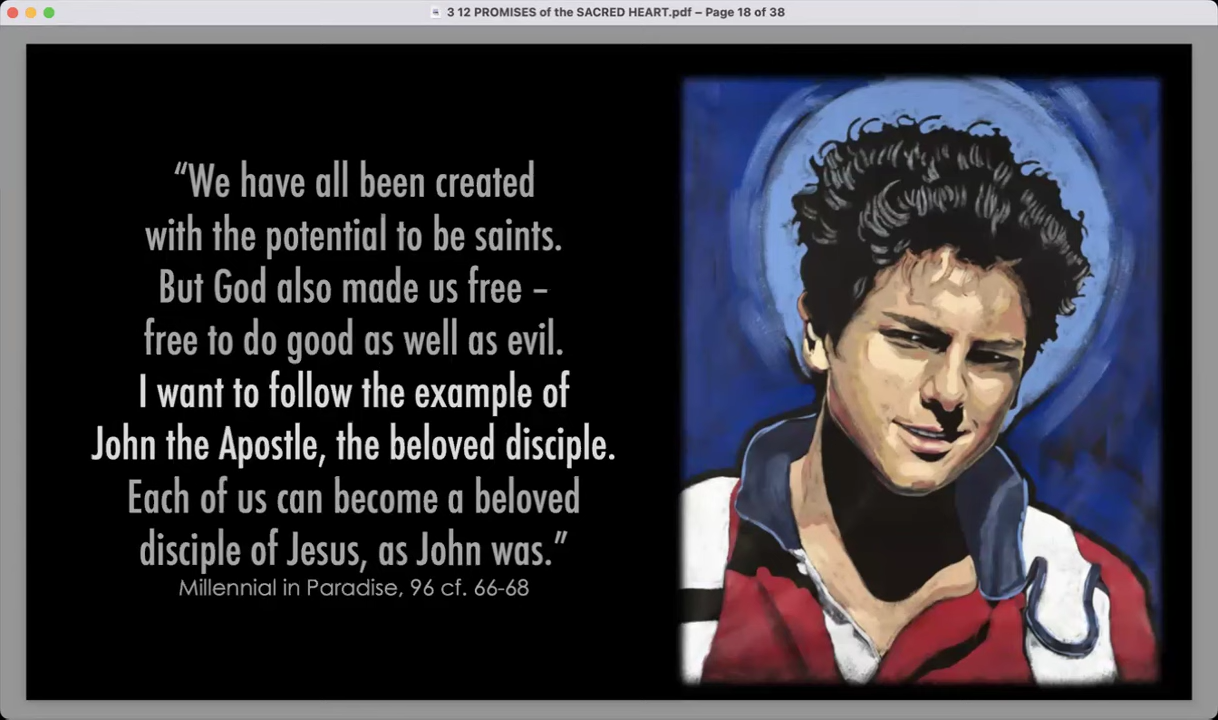 3 12 PROMISES of the SACRED HEART.pdf – Page 18 of 38
“We have all been created
with the potential to be saints.
But God also made us free –
free to do good as well as evil.
I want to follow the example of
John the Apostle, the beloved disciple.
Each of us can become a beloved
disciple of Jesus, as John was.”
Millennial in Paradise, 96 cf. 66-68